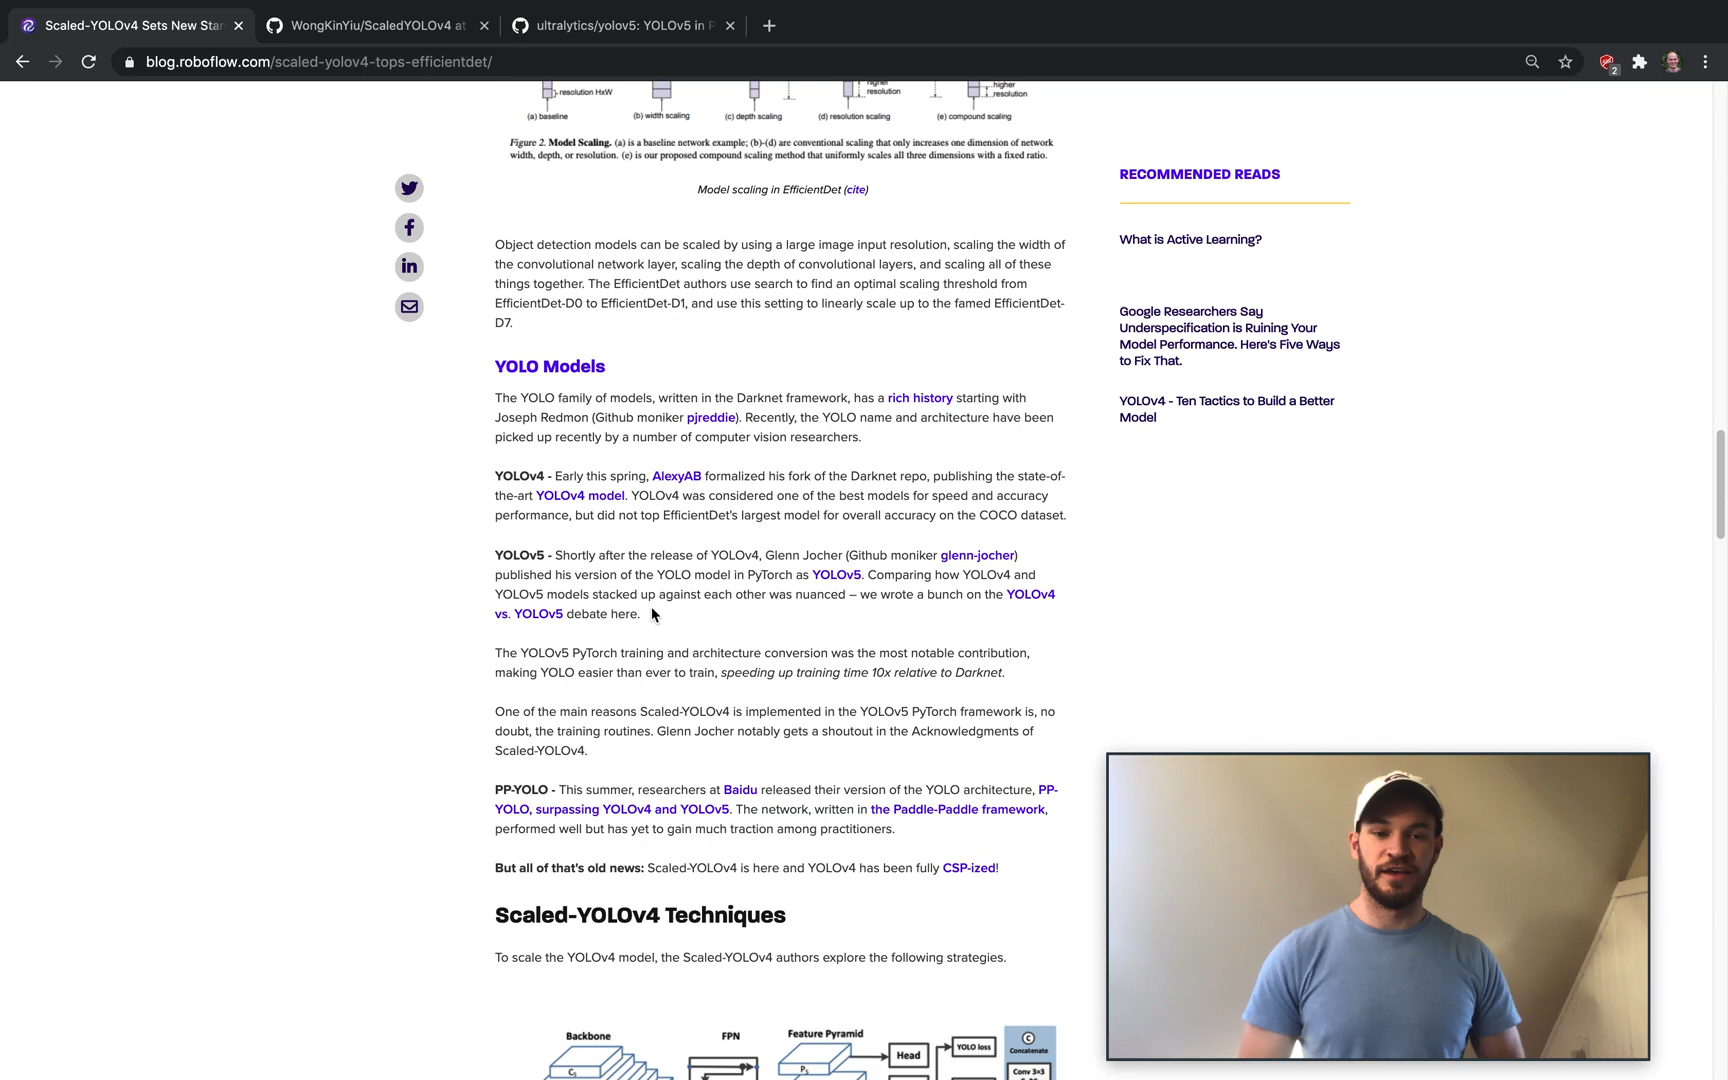 Scaled-YOLOv4 Sets New Star
WongKinYiu/ScaledYOLOv4 at
ultralytics/yolov5: YOLOv5 in P
blog.roboflow.com/scaled-yolov4-tops-efficientdet/
2
resolution HxW
higher
resolution
higher
resolution
(a) baseline
(b) width scaling
(c) depth scaling
(d) resolution scaling
(e) compound scaling
Figure 2. Model Scaling. (a) is a baseline network example; (b)-(d) are conventional scaling that only increases one dimension of network
width, depth, or resolution. (e) is our proposed compound scaling method that uniformly scales all three dimensions with a fixed ratio.
Model scaling in EfficientDet (cite)
Object detection models can be scaled by using a large image input resolution, scaling the width of
the convolutional network layer, scaling the depth of convolutional layers, and scaling all of these
things together. The EfficientDet authors use search to find an optimal scaling threshold from
EfficientDet-D0 to EfficientDet-D1, and use this setting to linearly scale up to the famed EfficientDet-
D7.
YOLO Models
The YOLO family of models, written in the Darknet framework, has a rich history starting with
Joseph Redmon (Github moniker pjreddie). Recently, the YOLO name and architecture have been
picked up recently by a number of computer vision researchers.
YOLOv4 - Early this spring, AlexyAB formalized his fork of the Darknet repo, publishing the state-of-
the-art YOLOv4 model. YOLOv4 was considered one of the best models for speed and accuracy
performance, but did not top EfficientDet's largest model for overall accuracy on the COCO dataset.
YOLOv5 - Shortly after the release of YOLOv4, Glenn Jocher (Github moniker glenn-jocher)
published his version of the YOLO model in PyTorch as YOLOv5. Comparing how YOLOv4 and
YOLOv5 models stacked up against each other was nuanced – we wrote a bunch on the YOLOv4
vs. YOLOv5 debate here.
The YOLOv5 PyTorch training and architecture conversion was the most notable contribution,
making YOLO easier than ever to train, speeding up training time 10x relative to Darknet.
One of the main reasons Scaled-YOLOv4 is implemented in the YOLOv5 PyTorch framework is, no
doubt, the training routines. Glenn Jocher notably gets a shoutout in the Acknowledgments of
Scaled-YOLOv4.
PP-YOLO - This summer, researchers at Baidu released their version of the YOLO architecture, PP-
YOLO, surpassing YOLOv4 and YOLOv5. The network, written in the Paddle-Paddle framework,
performed well but has yet to gain much traction among practitioners.
But all of that's old news: Scaled-YOLOv4 is here and YOLOv4 has been fully CSP-ized!
Scaled-YOLOv4 Techniques
To scale the YOLOv4 model, the Scaled-YOLOv4 authors explore the following strategies.
Backbone
FPN
Feature Pyramid
Head
YOLO loss
C
Concatenate
Conv 3×3
C5
P5
RECOMMENDED READS
What is Active Learning?
Google Researchers Say
Underspecification is Ruining Your
Model Performance. Here's Five Ways
to Fix That.
YOLOv4 - Ten Tactics to Build a Better
Model